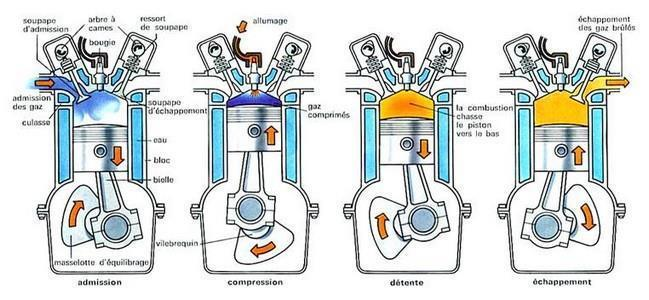 soupape
d'admission
arbre à
cames
ressort
de soupape
bougie
admission
des gaz
culasse
soupape
d'échappement
eau
bloc
bielle
masselotte d'équilibrage
admission
allumage
gaz
comprimés
vilebrequin
compression
la combustion
chasse
le piston
vers le bas
détente
échappement
des gaz brûlés
échappement